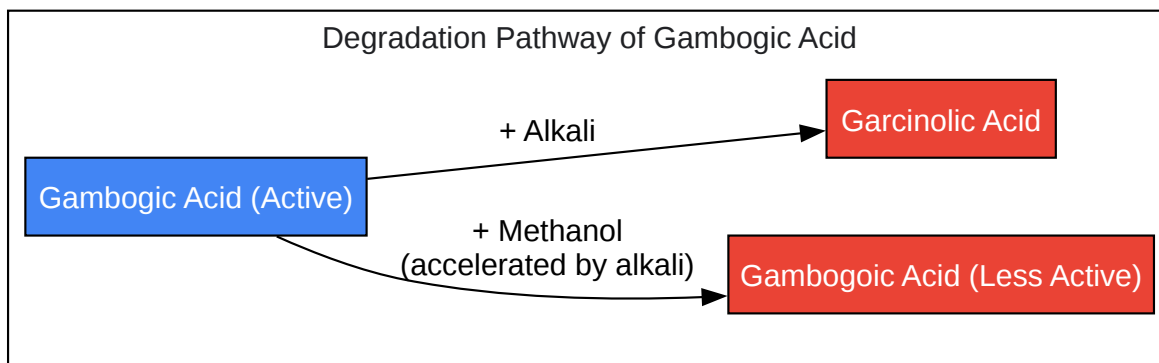 Degradation Pathway of Gambogic Acid
+ Alkali
Garcinolic Acid
Gambogic Acid (Active)
+ Methanol
(accelerated by alkali)
Gambogoic Acid (Less Active)